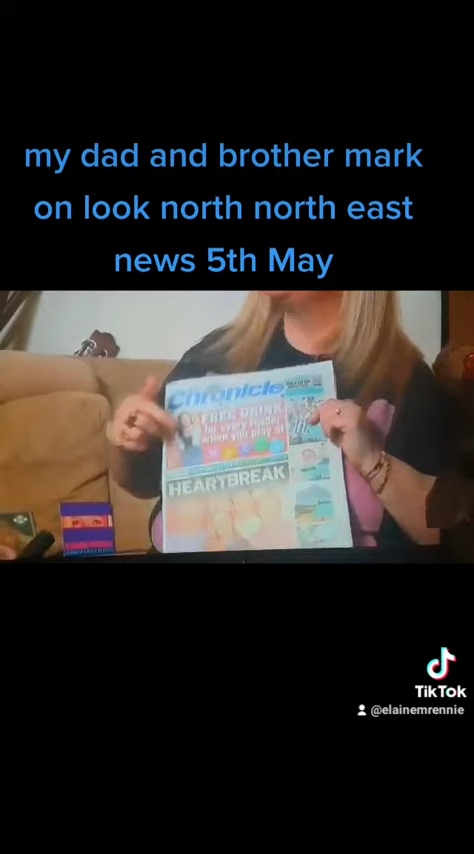 my dad and brother mark
on look north north east
news 5th May
Chronicle
FREE DRINK
for every reader
when you play at
HEARTBREAK
TikTok
@elainemrennie